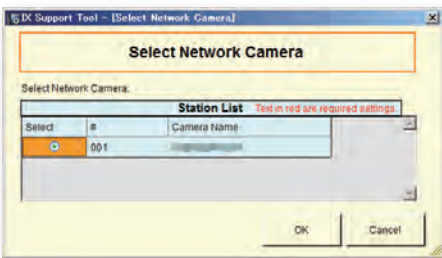 IX Support Tool - [Select Network Camera]
Select Network Camera
Select Network Camera:
Station List Text in red are required settings.
Select # Camera Name
001
OK Cancel